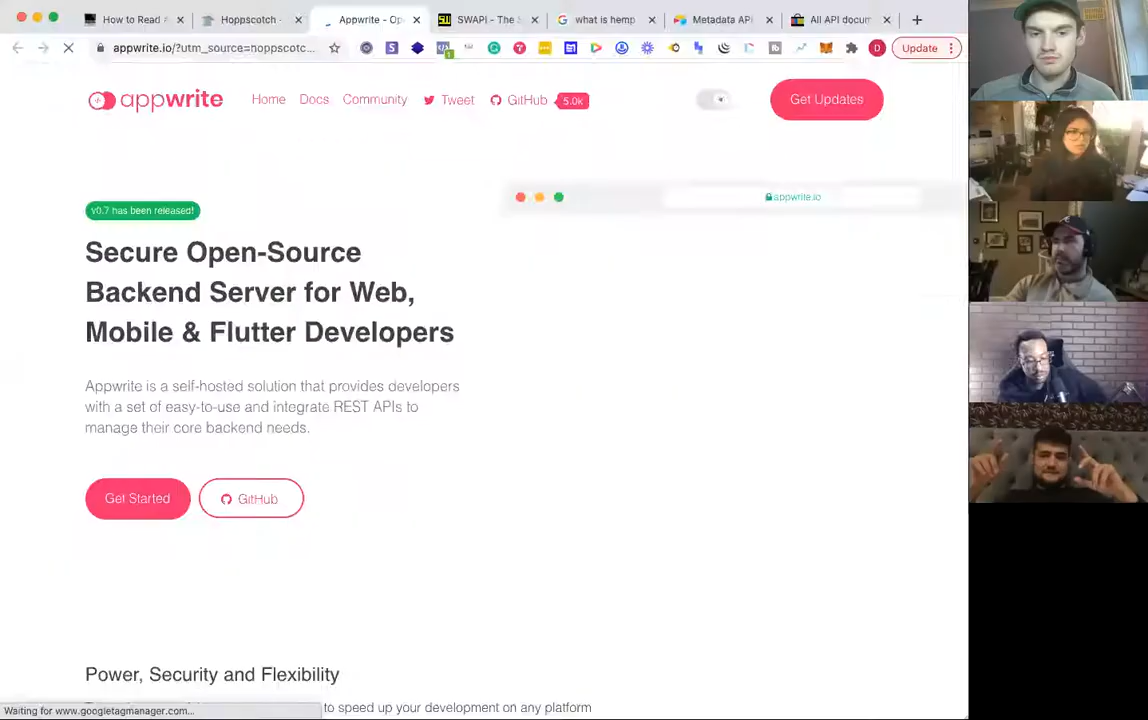 How to Read
Hoppscotch -
Appwrite - Op
SWAPI - The S
what is hemp
Metadata API
All API docum
appwrite.io/?utm_source=hoppscotc...
Update
appwrite
Home
Docs
Community
Tweet
GitHub
5.0k
Get Updates
appwrite.io
v0.7 has been released!
Secure Open-Source
Backend Server for Web,
Mobile & Flutter Developers
Appwrite is a self-hosted solution that provides developers
with a set of easy-to-use and integrate REST APIs to
manage their core backend needs.
Get Started
GitHub
Power, Security and Flexibility
to speed up your development on any platform
Waiting for www.googletagmanager.com...